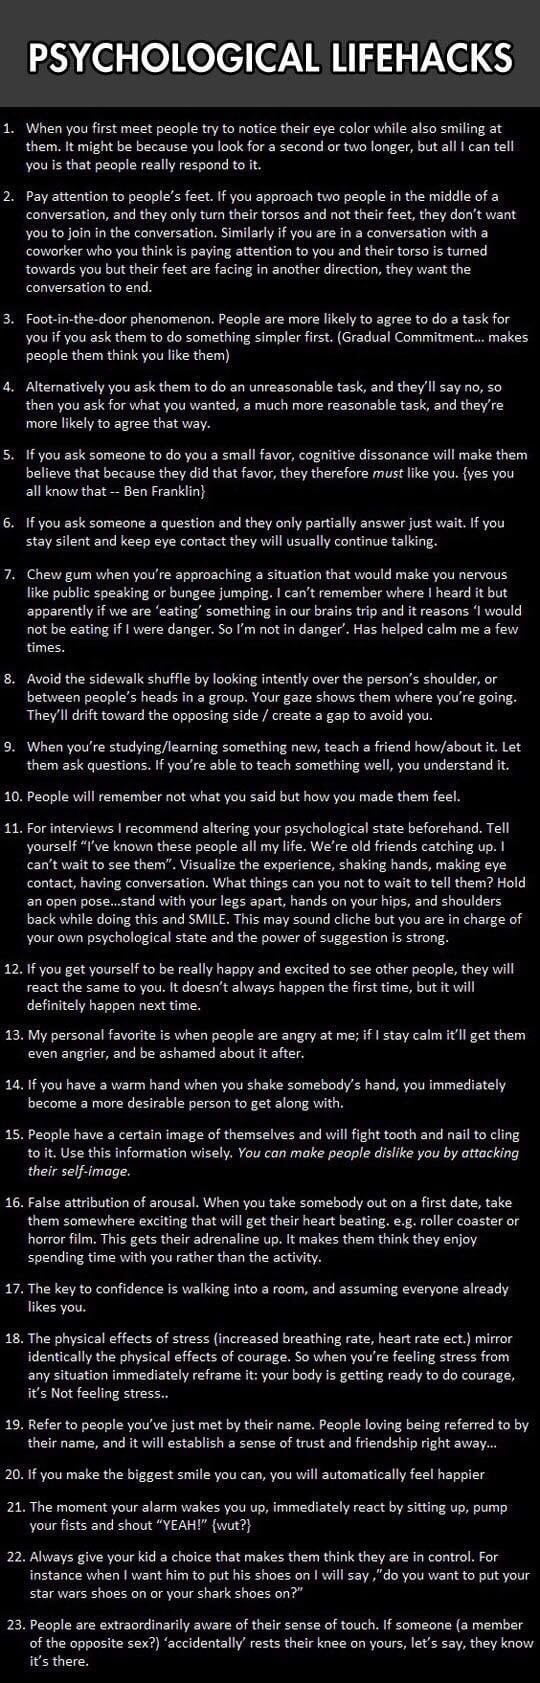 PSYCHOLOGICAL LIFEHACKS
1. When you first meet people try to notice their eye color while also smiling at
them. It might be because you look for a second or two longer, but all I can tell
you is that people really respond to it.
2. Pay attention to people's feet. If you approach two people in the middle of a
conversation, and they only turn their torsos and not their feet, they don't want
you to join in the conversation. Similarly if you are in a conversation with a
coworker who you think is paying attention to you and their torso is turned
towards you but their feet are facing in another direction, they want the
conversation to end.
3. Foot-in-the-door phenomenon. People are more likely to agree to do a task for
you if you ask them to do something simpler first. (Gradual Commitment... makes
people them think you like them)
4. Alternatively you ask them to do an unreasonable task, and they'll say no, so
then you ask for what you wanted, a much more reasonable task, and they're
more likely to agree that way.
5. If you ask someone to do you a small favor, cognitive dissonance will make them
believe that because they did that favor, they therefore must like you. {yes you
all know that -- Ben Franklin}
6. If you ask someone a question and they only partially answer just wait. If you
stay silent and keep eye contact they will usually continue talking.
7. Chew gum when you're approaching a situation that would make you nervous
like public speaking or bungee jumping. I can't remember where I heard it but
apparently if we are 'eating' something in our brains trip and it reasons 'I would
not be eating if I were danger. So I'm not in danger'. Has helped calm me a few
times.
8. Avoid the sidewalk shuffle by looking intently over the person's shoulder, or
between people's heads in a group. Your gaze shows them where you're going.
They'll drift toward the opposing side / create a gap to avoid you.
9. When you're studying/learning something new, teach a friend how/about it. Let
them ask questions. If you're able to teach something well, you understand it.
10. People will remember not what you said but how you made them feel.
11. For interviews I recommend altering your psychological state beforehand. Tell
yourself "I've known these people all my life. We're old friends catching up. I
can't wait to see them". Visualize the experience, shaking hands, making eye
contact, having conversation. What things can you not to wait to tell them? Hold
an open pose...stand with your legs apart, hands on your hips, and shoulders
back while doing this and SMILE. This may sound cliche but you are in charge of
your own psychological state and the power of suggestion is strong.
12. If you get yourself to be really happy and excited to see other people, they will
react the same to you. It doesn't always happen the first time, but it will
definitely happen next time.
13. My personal favorite is when people are angry at me; if I stay calm it'll get them
even angrier, and be ashamed about it after.
14. If you have a warm hand when you shake somebody's hand, you immediately
become a more desirable person to get along with.
15. People have a certain image of themselves and will fight tooth and nail to cling
to it. Use this information wisely. You can make people dislike you by attacking
their self-image.
16. False attribution of arousal. When you take somebody out on a first date, take
them somewhere exciting that will get their heart beating. e.g. roller coaster or
horror film. This gets their adrenaline up. It makes them think they enjoy
spending time with you rather than the activity.
17. The key to confidence is walking into a room, and assuming everyone already
likes you.
18. The physical effects of stress (increased breathing rate, heart rate ect.) mirror
identically the physical effects of courage. So when you're feeling stress from
any situation immediately reframe it: your body is getting ready to do courage,
it's Not feeling stress..
19. Refer to people you've just met by their name. People loving being referred to by
their name, and it will establish a sense of trust and friendship right away...
20. If you make the biggest smile you can, you will automatically feel happier
21. The moment your alarm wakes you up, immediately react by sitting up, pump
your fists and shout "YEAH!" {wut?}
22. Always give your kid a choice that makes them think they are in control. For
instance when I want him to put his shoes on I will say ,"do you want to put your
star wars shoes on or your shark shoes on?"
23. People are extraordinarily aware of their sense of touch. If someone (a member
of the opposite sex?) 'accidentally' rests their knee on yours, let's say, they know
it's there.